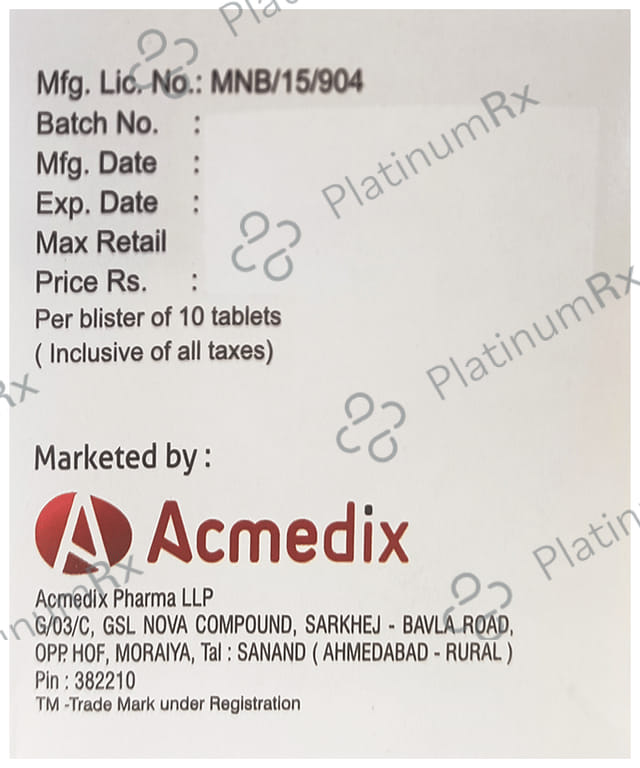 Mfg. Lic. No.: MNB/15/904
Batch No. :
Mfg. Date :
Exp. Date :
Max Retail
Price Rs. :
Per blister of 10 tablets
( Inclusive of all taxes)
Marketed by :
Acmedix
Acmedix Pharma LLP
G/03/C, GSL NOVA COMPOUND, SARKHEJ - BAVLA ROAD,
OPP. HOF, MORAIYA, Tal : SANAND ( AHMEDABAD - RURAL )
Pin : 382210
TM -Trade Mark under Registration
PlatinumRx
PlatinumRx